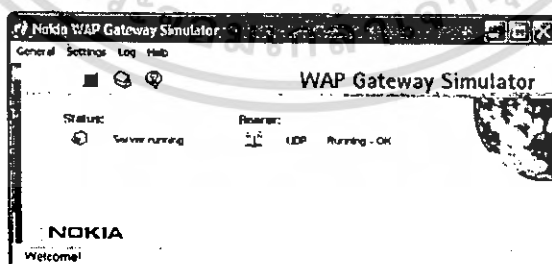 Nokia WAP Gateway Simulator
General Settings Log Help
WAP Gateway Simulator
Status: Bearer:
Server running UDP Running - OK
NOKIA
Welcome!